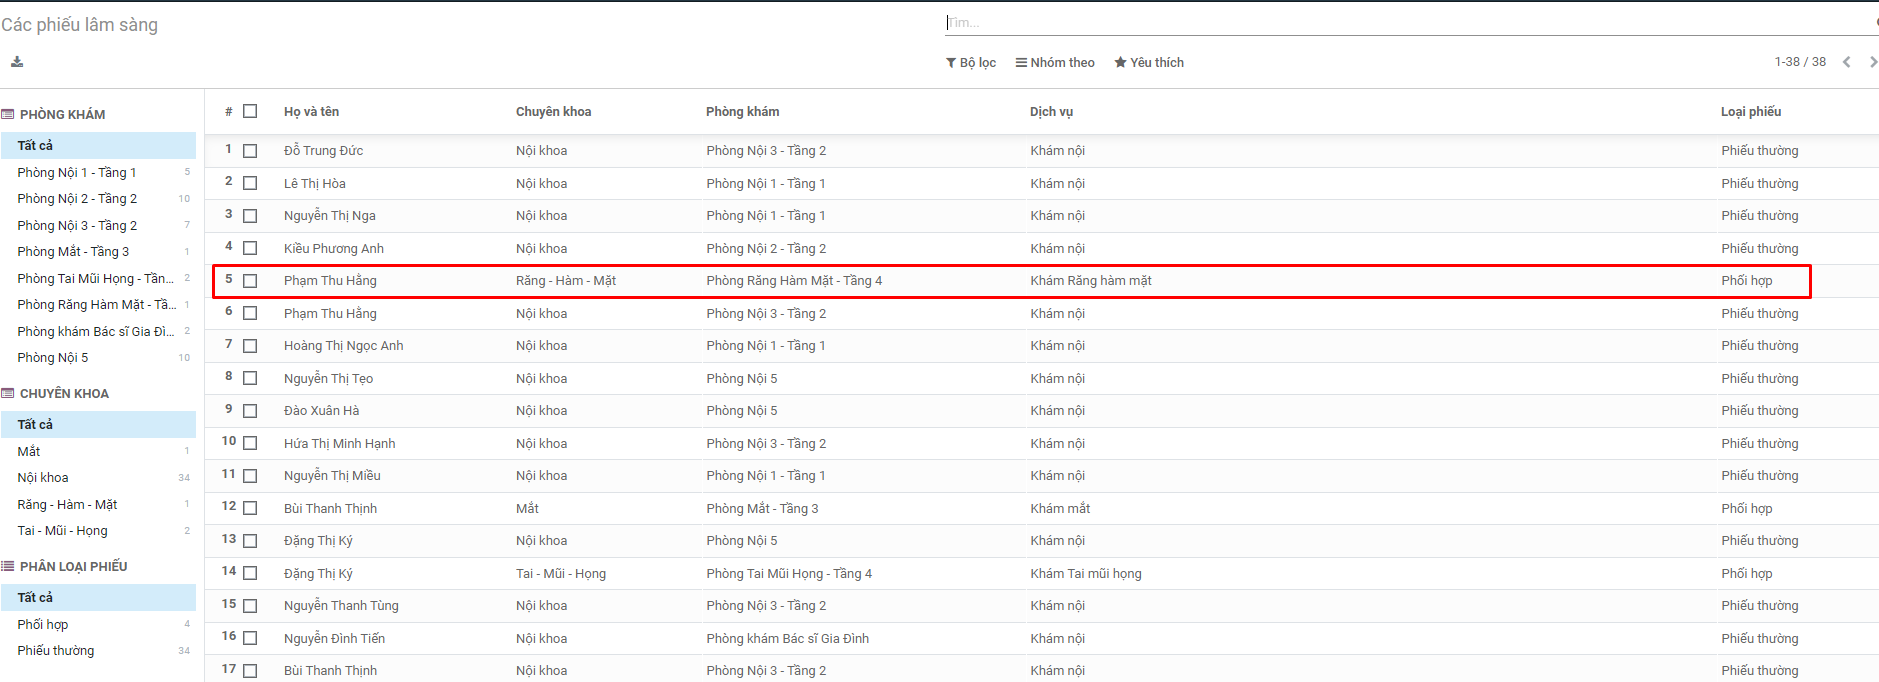 Các phiếu lâm sàng
Tìm...
Bộ lọc Nhóm theo Yêu thích 1-38 / 38
PHÒNG KHÁM
Tất cả
Phòng Nội 1 - Tầng 1 5
Phòng Nội 2 - Tầng 2 10
Phòng Nội 3 - Tầng 2 7
Phòng Mắt - Tầng 3 1
Phòng Tai Mũi Họng - Tần... 2
Phòng Răng Hàm Mặt - Tầ... 1
Phòng khám Bác sĩ Gia Đì... 2
Phòng Nội 5 10
CHUYÊN KHOA
Tất cả
Mắt 1
Nội khoa 34
Răng - Hàm - Mặt 1
Tai - Mũi - Họng 2
PHÂN LOẠI PHIẾU
Tất cả
Phối hợp 4
Phiếu thường 34
# Họ và tên Chuyên khoa Phòng khám Dịch vụ Loại phiếu
1 Đỗ Trung Đức Nội khoa Phòng Nội 3 - Tầng 2 Khám nội Phiếu thường
2 Lê Thị Hòa Nội khoa Phòng Nội 1 - Tầng 1 Khám nội Phiếu thường
3 Nguyễn Thị Nga Nội khoa Phòng Nội 1 - Tầng 1 Khám nội Phiếu thường
4 Kiều Phương Anh Nội khoa Phòng Nội 2 - Tầng 2 Khám nội Phiếu thường
5 Phạm Thu Hằng Răng - Hàm - Mặt Phòng Răng Hàm Mặt - Tầng 4 Khám Răng hàm mặt Phối hợp
6 Phạm Thu Hằng Nội khoa Phòng Nội 3 - Tầng 2 Khám nội Phiếu thường
7 Hoàng Thị Ngọc Anh Nội khoa Phòng Nội 1 - Tầng 1 Khám nội Phiếu thường
8 Nguyễn Thị Tẹo Nội khoa Phòng Nội 5 Khám nội Phiếu thường
9 Đào Xuân Hà Nội khoa Phòng Nội 5 Khám nội Phiếu thường
10 Hứa Thị Minh Hạnh Nội khoa Phòng Nội 3 - Tầng 2 Khám nội Phiếu thường
11 Nguyễn Thị Miều Nội khoa Phòng Nội 1 - Tầng 1 Khám nội Phiếu thường
12 Bùi Thanh Thịnh Mắt Phòng Mắt - Tầng 3 Khám mắt Phối hợp
13 Đặng Thị Ký Nội khoa Phòng Nội 5 Khám nội Phiếu thường
14 Đặng Thị Ký Tai - Mũi - Họng Phòng Tai Mũi Họng - Tầng 4 Khám Tai mũi họng Phối hợp
15 Nguyễn Thanh Tùng Nội khoa Phòng Nội 3 - Tầng 2 Khám nội Phiếu thường
16 Nguyễn Đình Tiến Nội khoa Phòng khám Bác sĩ Gia Đình Khám nội Phiếu thường
17 Bùi Thanh Thịnh Nội khoa Phòng Nội 3 - Tầng 2 Khám nội Phiếu thường